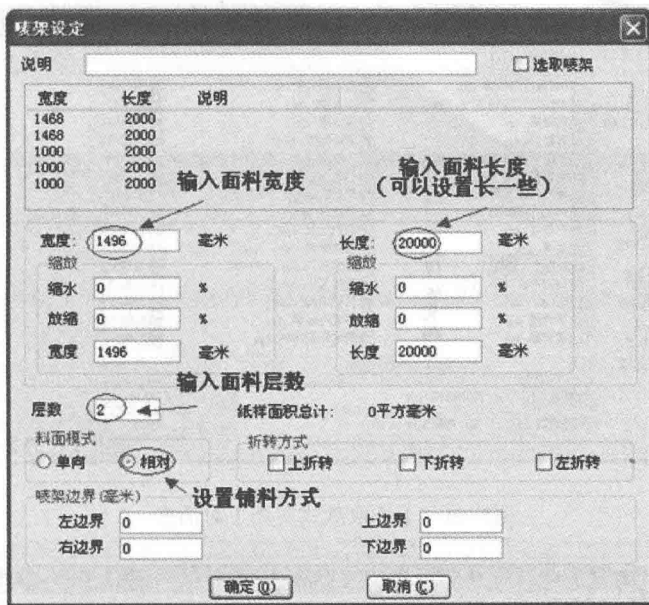 唛架设定
说明 选取唛架
宽度 长度 说明
1468 2000
1468 2000
1000 2000
1000 2000
1000 2000
输入面料宽度
输入面料长度
(可以设置长一些)
宽度: 1496 毫米 长度: 20000 毫米
缩放 缩放
缩水 0 % 缩水 0 %
放缩 0 % 放缩 0 %
宽度 1496 毫米 长度 20000 毫米
输入面料层数
层数 2 纸样面积总计: 0平方毫米
料面模式 折转方式
单向 相对 上折转 下折转 左折转
设置铺料方式
唛架边界(毫米)
左边界 0 上边界 0
右边界 0 下边界 0
确定(O) 取消(C)